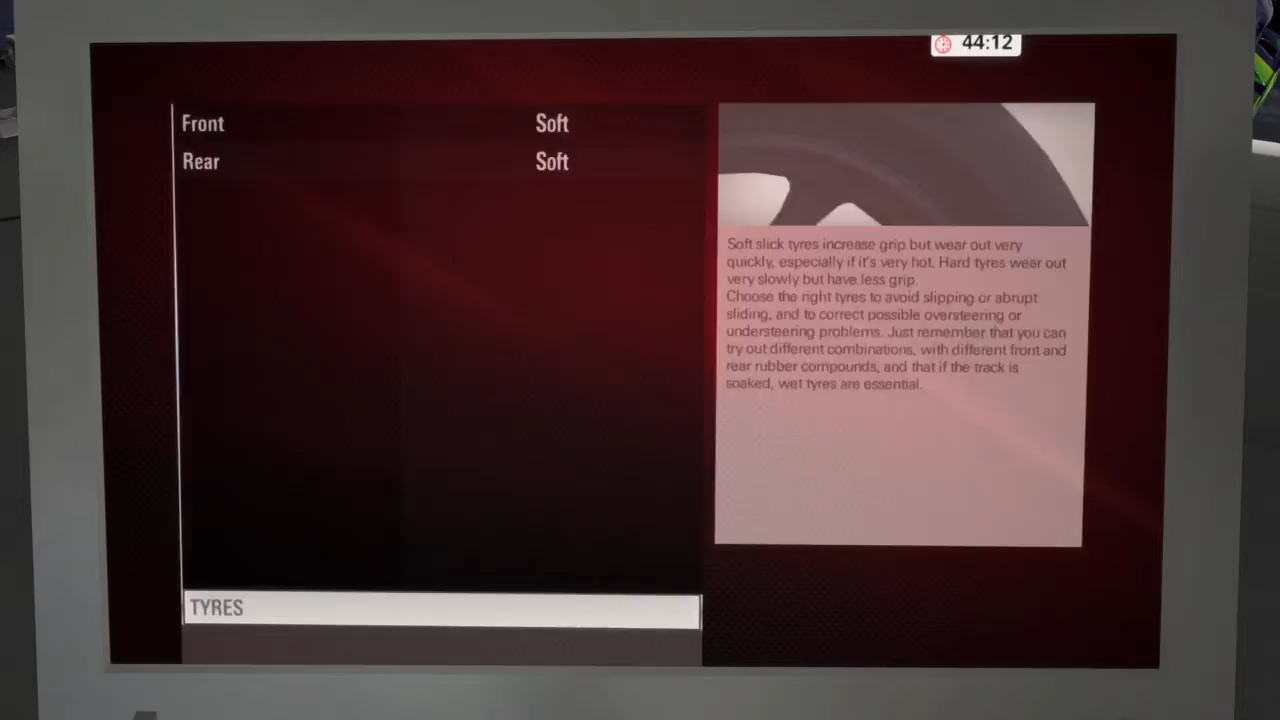 44:12
Front Soft
Rear Soft
Soft slick tyres increase grip but wear out very
quickly, especially if it's very hot. Hard tyres wear out
very slowly but have less grip.
Choose the right tyres to avoid slipping or abrupt
sliding, and to correct possible oversteering or
understeering problems. Just remember that you can
try out different combinations, with different front and
rear rubber compounds, and that if the track is
soaked, wet tyres are essential.
TYRES